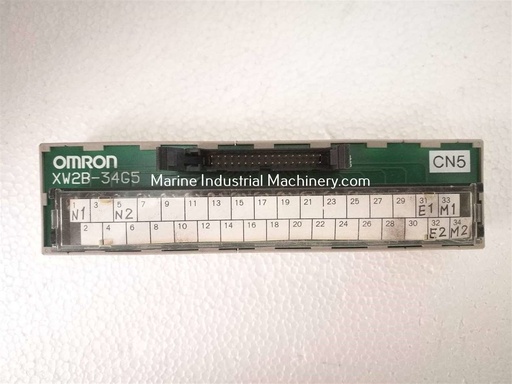 OMRON
XW2B-34G5
Marine Industrial Machinery.com
CN5
1 3 5 7 9 11 13 15 17 19 21 23 25 27 29 31 33
N1 N2 E1 M1
2 4 6 8 10 12 14 16 18 20 22 24 26 28 30 32 34
E2 M2